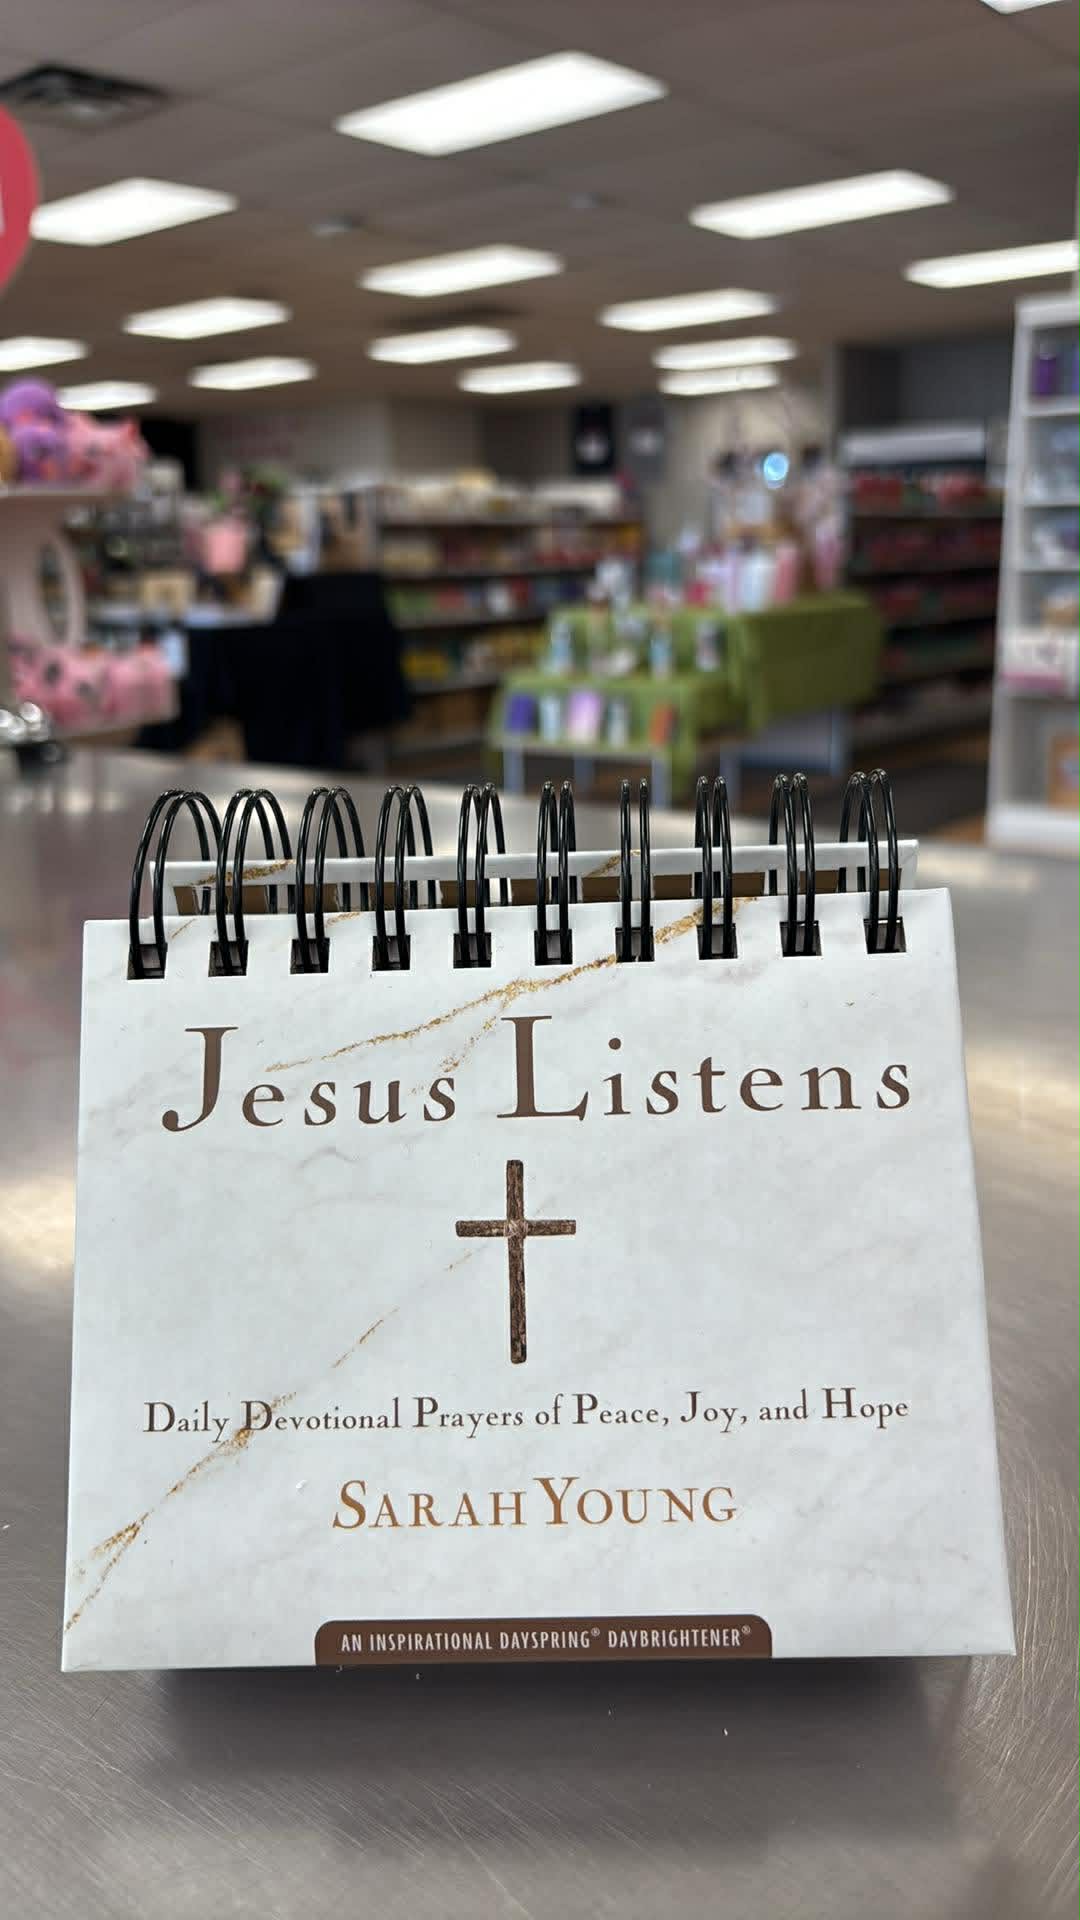 Jesus Listens
Daily Devotional Prayers of Peace, Joy, and Hope
SARAH YOUNG
AN INSPIRATIONAL DAYSPRING® DAYBRIGHTENER®